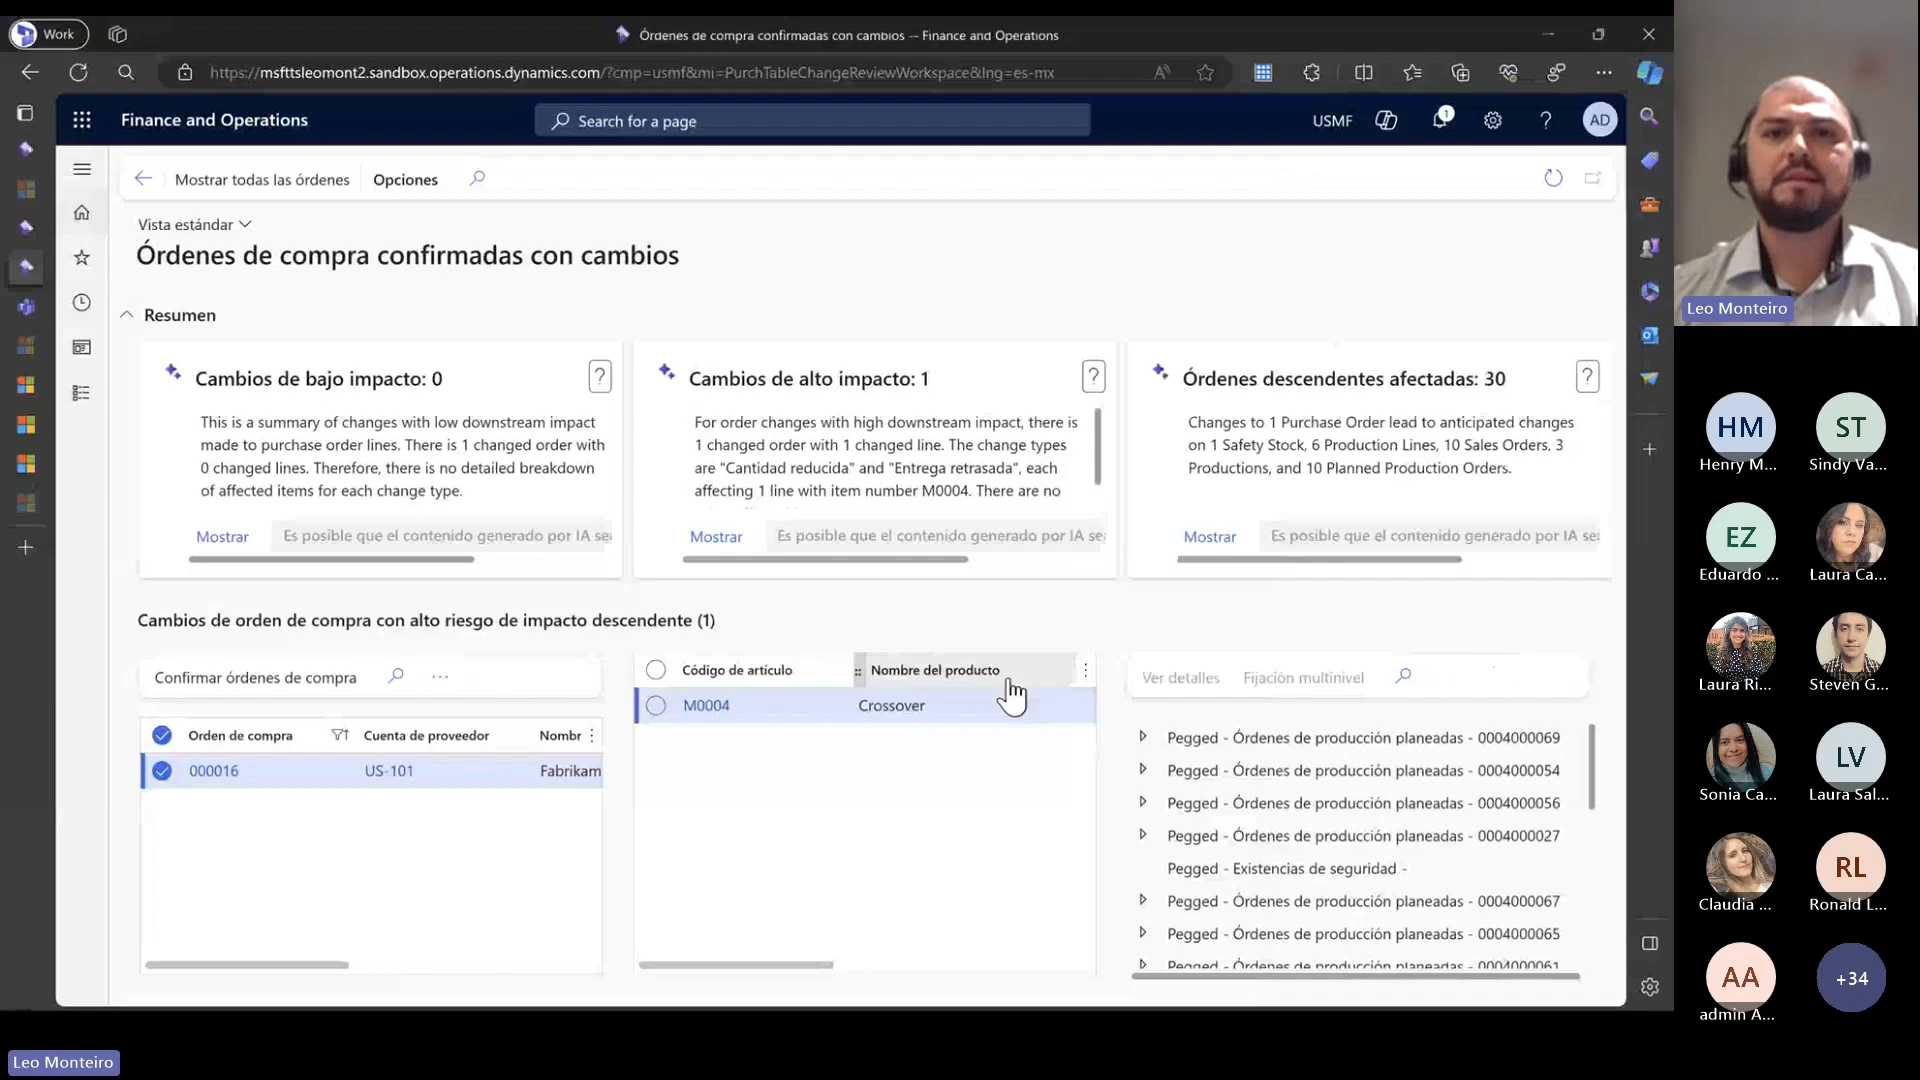 Work
Órdenes de compra confirmadas con cambios -- Finance and Operations
https://msfttsleomont2.sandbox.operations.dynamics.com/?cmp=usmf&mi=PurchTableChangeReviewWorkspace&lng=es-mx
Finance and Operations
Search for a page
USMF
1
?
AD
Mostrar todas las órdenes
Opciones
Vista estándar
Órdenes de compra confirmadas con cambios
Resumen
Cambios de bajo impacto: 0
?
This is a summary of changes with low downstream impact
made to purchase order lines. There is 1 changed order with
0 changed lines. Therefore, there is no detailed breakdown
of affected items for each change type.
Mostrar
Es posible que el contenido generado por IA
Cambios de alto impacto: 1
?
For order changes with high downstream impact, there is
1 changed order with 1 changed line. The change types
are "Cantidad reducida" and "Entrega retrasada", each
affecting 1 line with item number M0004. There are no
Mostrar
Es posible que el contenido generado por IA
Órdenes descendentes afectadas: 30
?
Changes to 1 Purchase Order lead to anticipated changes
on 1 Safety Stock, 6 Production Lines, 10 Sales Orders, 3
Productions, and 10 Planned Production Orders.
Mostrar
Es posible que el contenido generado por IA
Cambios de orden de compra con alto riesgo de impacto descendente (1)
Confirmar órdenes de compra
...
Orden de compra
Cuenta de proveedor
Nombr
000016
US-101
Fabrikam
Código de artículo
Nombre del producto
M0004
Crossover
Ver detalles
Fijación multinivel
Pegged - Órdenes de producción planeadas - 0004000069
Pegged - Órdenes de producción planeadas - 0004000054
Pegged - Órdenes de producción planeadas - 0004000056
Pegged - Órdenes de producción planeadas - 0004000027
Pegged - Existencias de seguridad -
Pegged - Órdenes de producción planeadas - 0004000067
Pegged - Órdenes de producción planeadas - 0004000065
Pegged - Órdenes de producción planeadas - 0004000061
Leo Monteiro
HM
Henry M...
ST
Sindy Va...
EZ
Eduardo ...
Laura Ca...
Laura Ri...
Steven G...
Sonia Ca...
LV
Laura Sal...
Claudia ...
RL
Ronald L...
AA
admin A...
+34
Leo Monteiro